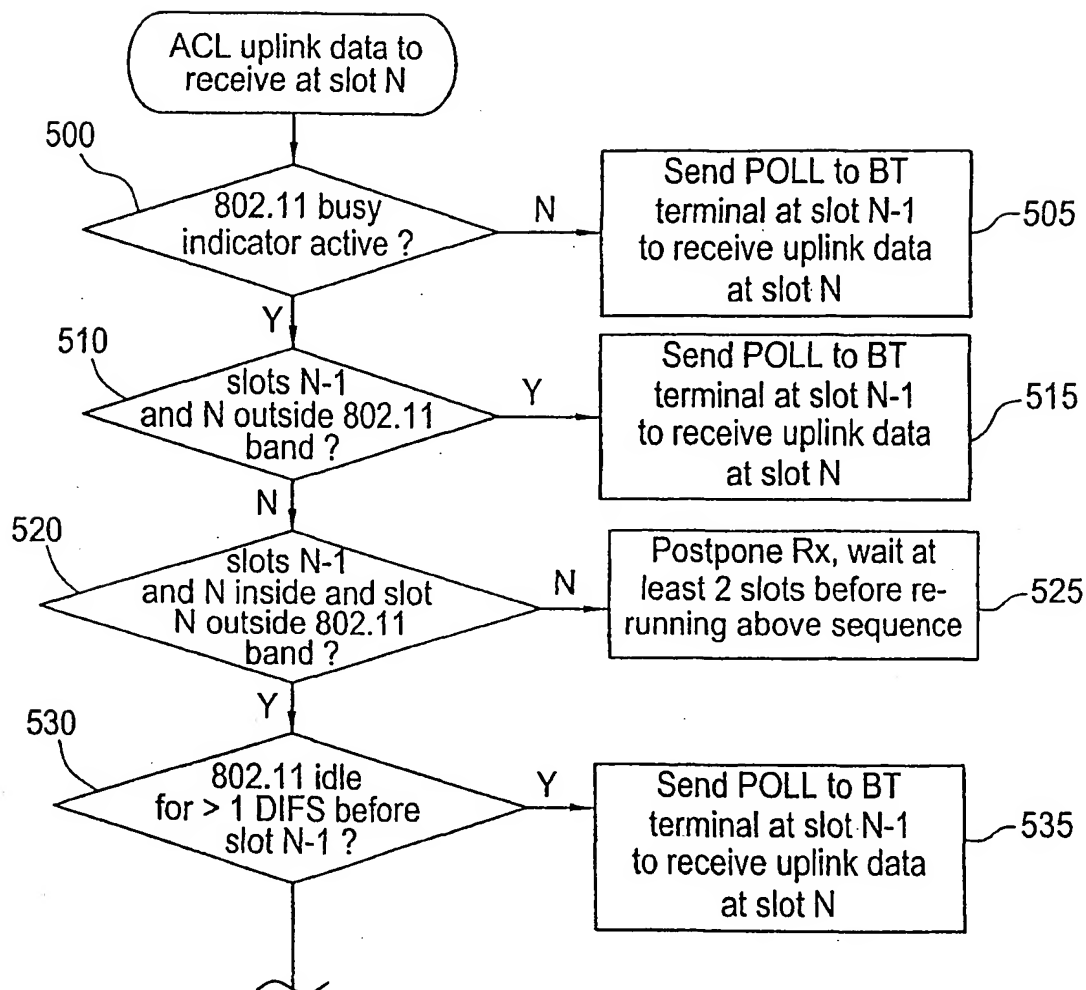 ACL uplink data to
receive at slot N
500
802.11 busy
indicator active ?
N
Send POLL to BT
terminal at slot N-1
to receive uplink data
at slot N
505
Y
510
slots N-1
and N outside 802.11
band ?
Y
Send POLL to BT
terminal at slot N-1
to receive uplink data
at slot N
515
N
520
slots N-1
and N inside and slot
N outside 802.11
band ?
N
Postpone Rx, wait at
least 2 slots before re-
running above sequence
525
Y
530
802.11 idle
for > 1 DIFS before
slot N-1 ?
Y
Send POLL to BT
terminal at slot N-1
to receive uplink data
at slot N
535